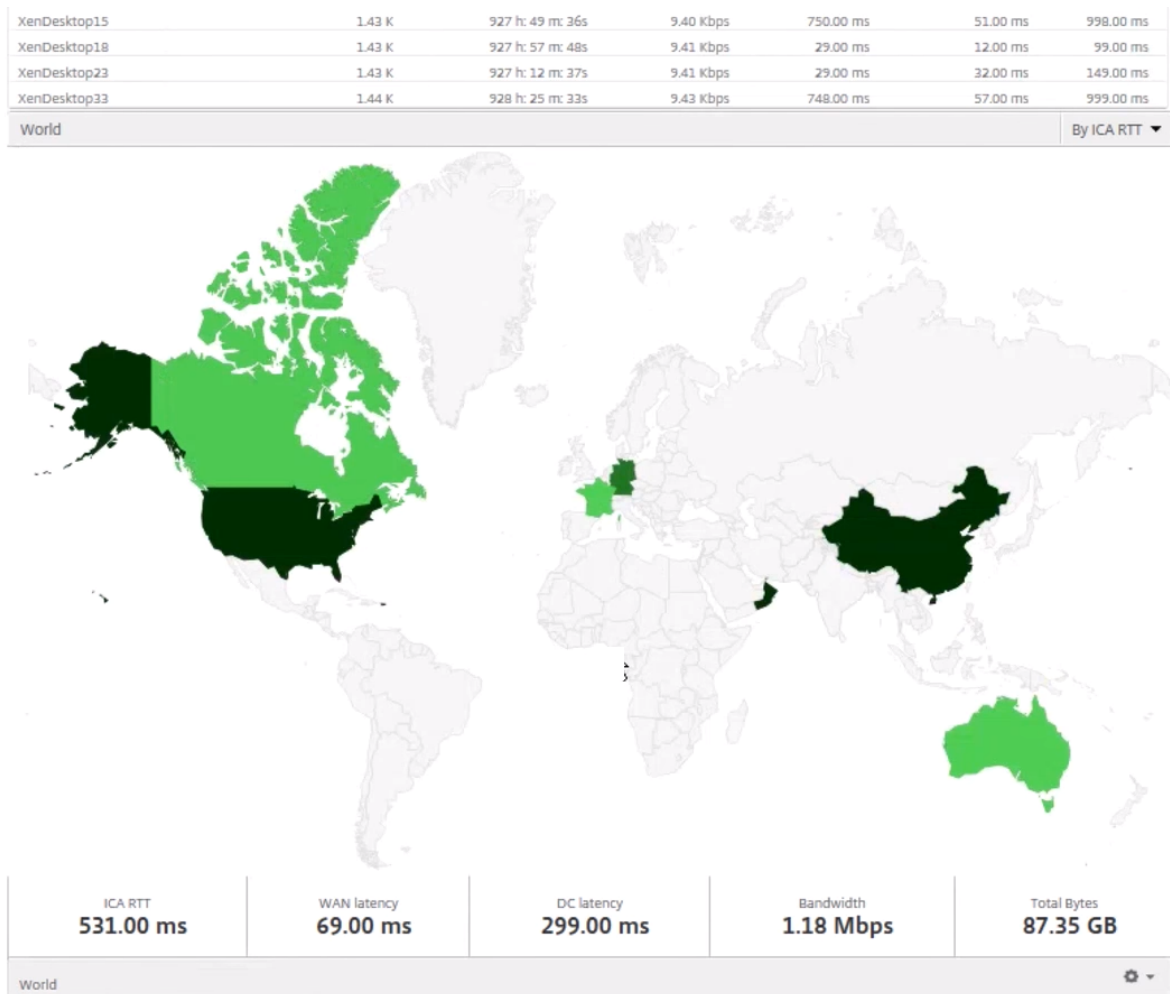 XenDesktop15 1.43 K 927 h: 49 m: 36s 9.40 Kbps 750.00 ms 51.00 ms 998.00 ms
XenDesktop18 1.43 K 927 h: 57 m: 48s 9.41 Kbps 29.00 ms 12.00 ms 99.00 ms
XenDesktop23 1.43 K 927 h: 12 m: 37s 9.41 Kbps 29.00 ms 32.00 ms 149.00 ms
XenDesktop33 1.44 K 928 h: 25 m: 33s 9.43 Kbps 748.00 ms 57.00 ms 999.00 ms
World By ICA RTT
ICA RTT WAN latency DC latency Bandwidth Total Bytes
531.00 ms 69.00 ms 299.00 ms 1.18 Mbps 87.35 GB
World